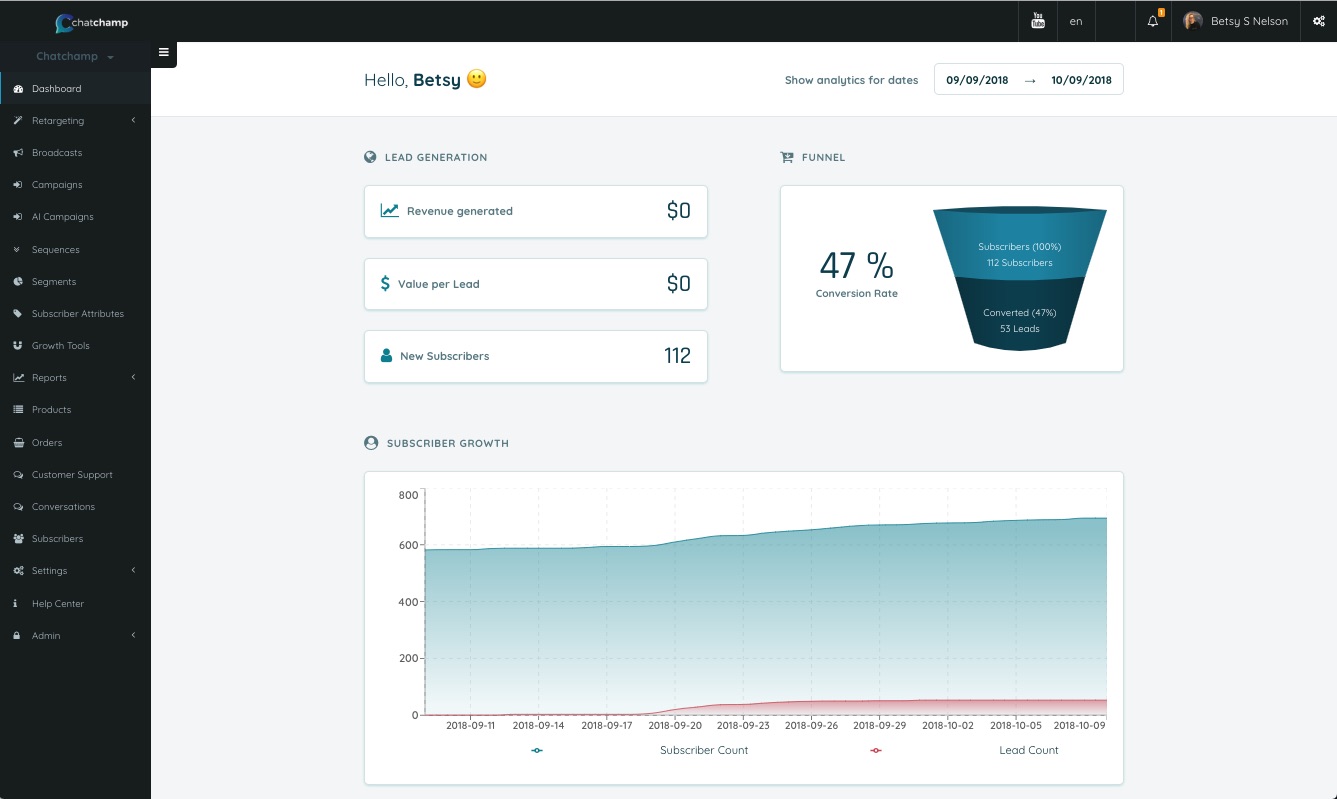 chatchamp
You
Tube
en
1
Betsy S Nelson
Chatchamp
Dashboard
Retargeting
Broadcasts
Campaigns
AI Campaigns
Sequences
Segments
Subscriber Attributes
Growth Tools
Reports
Products
Orders
Customer Support
Conversations
Subscribers
Settings
Help Center
Admin
Hello, Betsy
Show analytics for dates
09/09/2018 → 10/09/2018
LEAD GENERATION
Revenue generated $0
$ Value per Lead $0
New Subscribers 112
FUNNEL
47 %
Conversion Rate
Subscribers (100%)
112 Subscribers
Converted (47%)
53 Leads
SUBSCRIBER GROWTH
800
600
400
200
0
2018-09-11 2018-09-14 2018-09-17 2018-09-20 2018-09-23 2018-09-26 2018-09-29 2018-10-02 2018-10-05 2018-10-09
Subscriber Count Lead Count